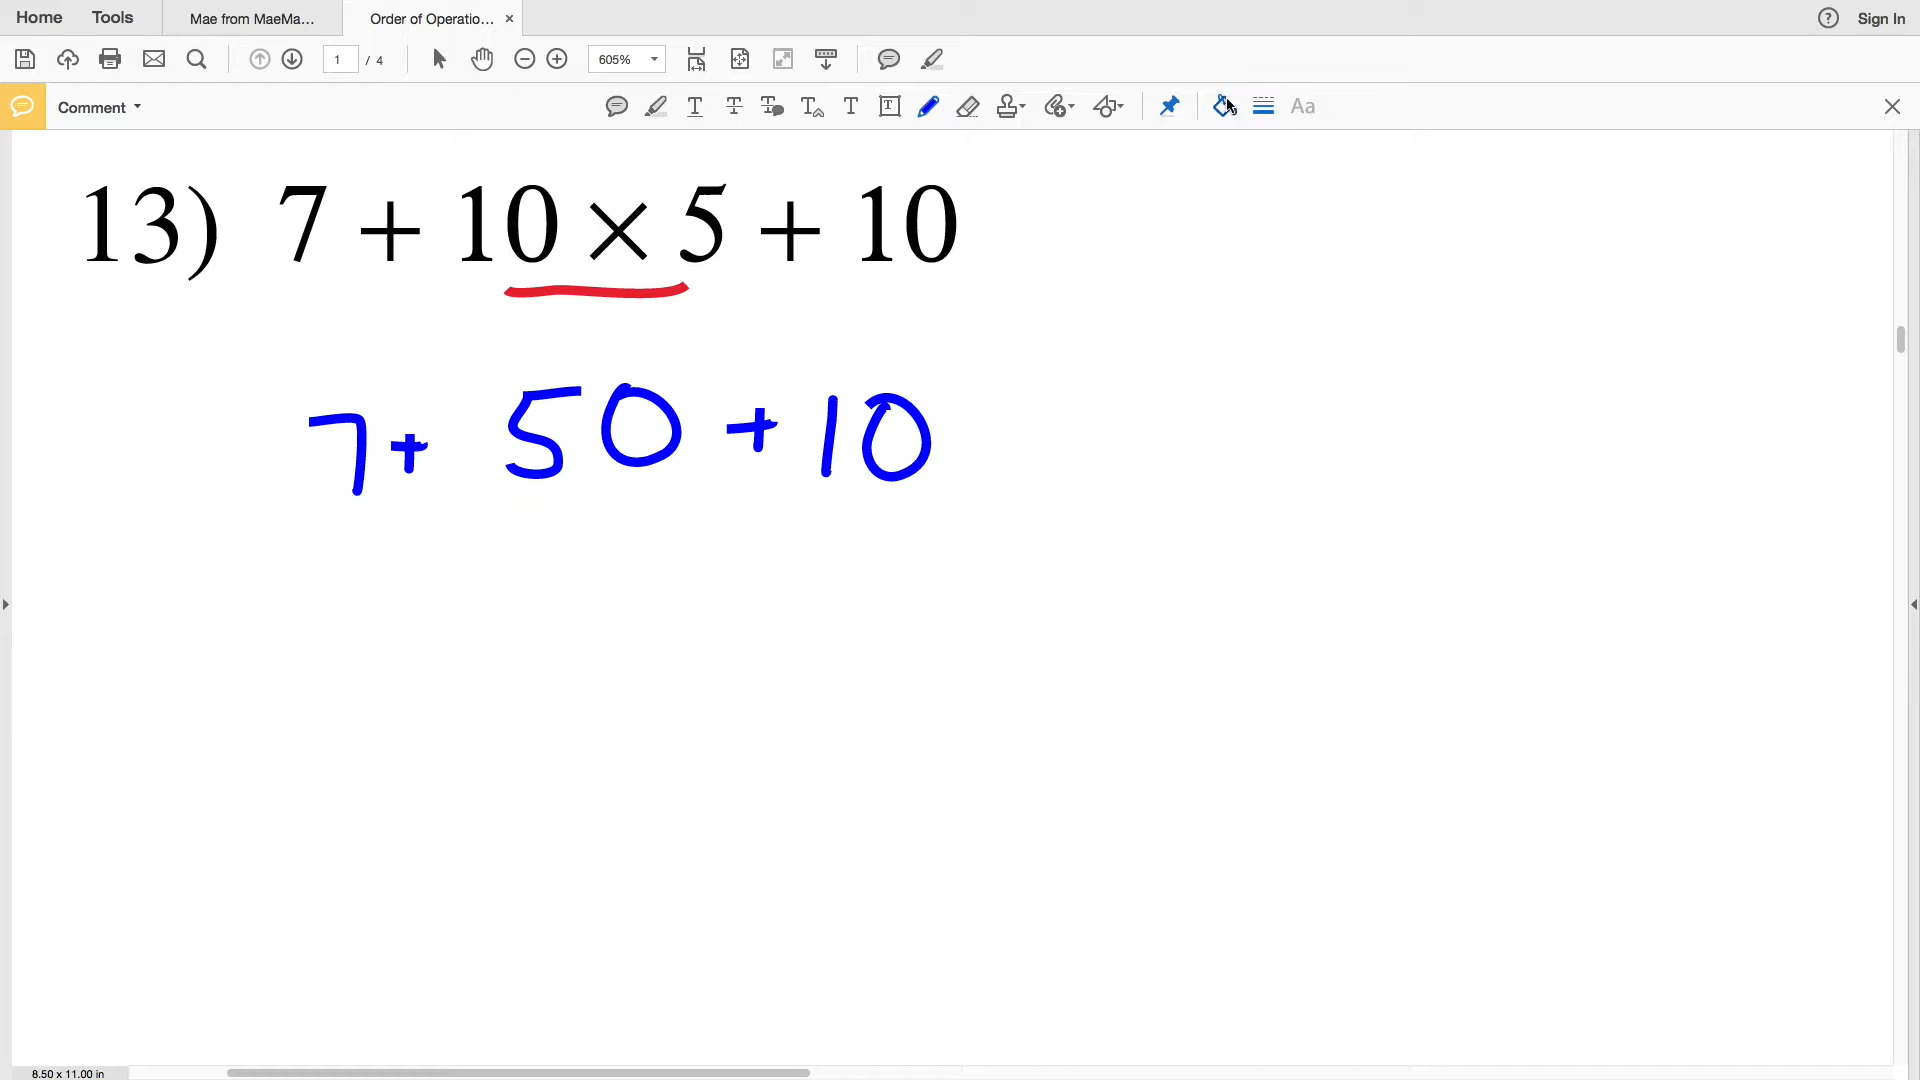 Home Tools Mae from MaeMa... Order of Operatio... × ? Sign In
1 / 4 605%
Comment T T T T T T Aa
13) 7 + 10 × 5 + 10
7 + 50 + 10
8.50 x 11.00 in